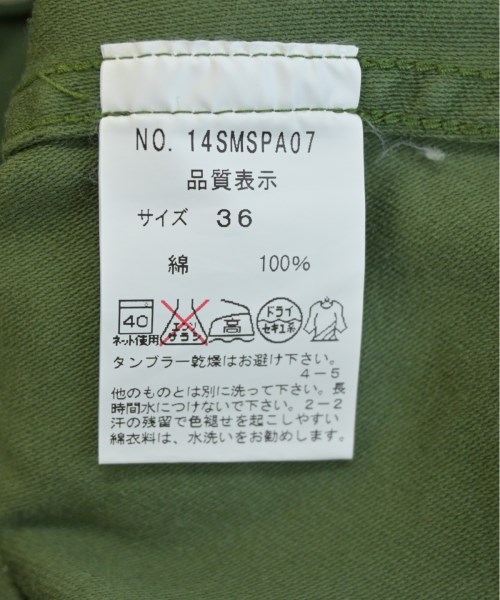 NO. 14SMSPA07
品質表示
サイズ 36
綿 100%
40 エンソサラシ 高 ドライ セキユ系
ネット使用
タンブラー乾燥はお避け下さい。
4-5
他のものとは別に洗って下さい。長
時間水につけないで下さい。2-2
汗の残留で色褪せを起こしやすい
綿衣料は、水洗いをお勧めします。